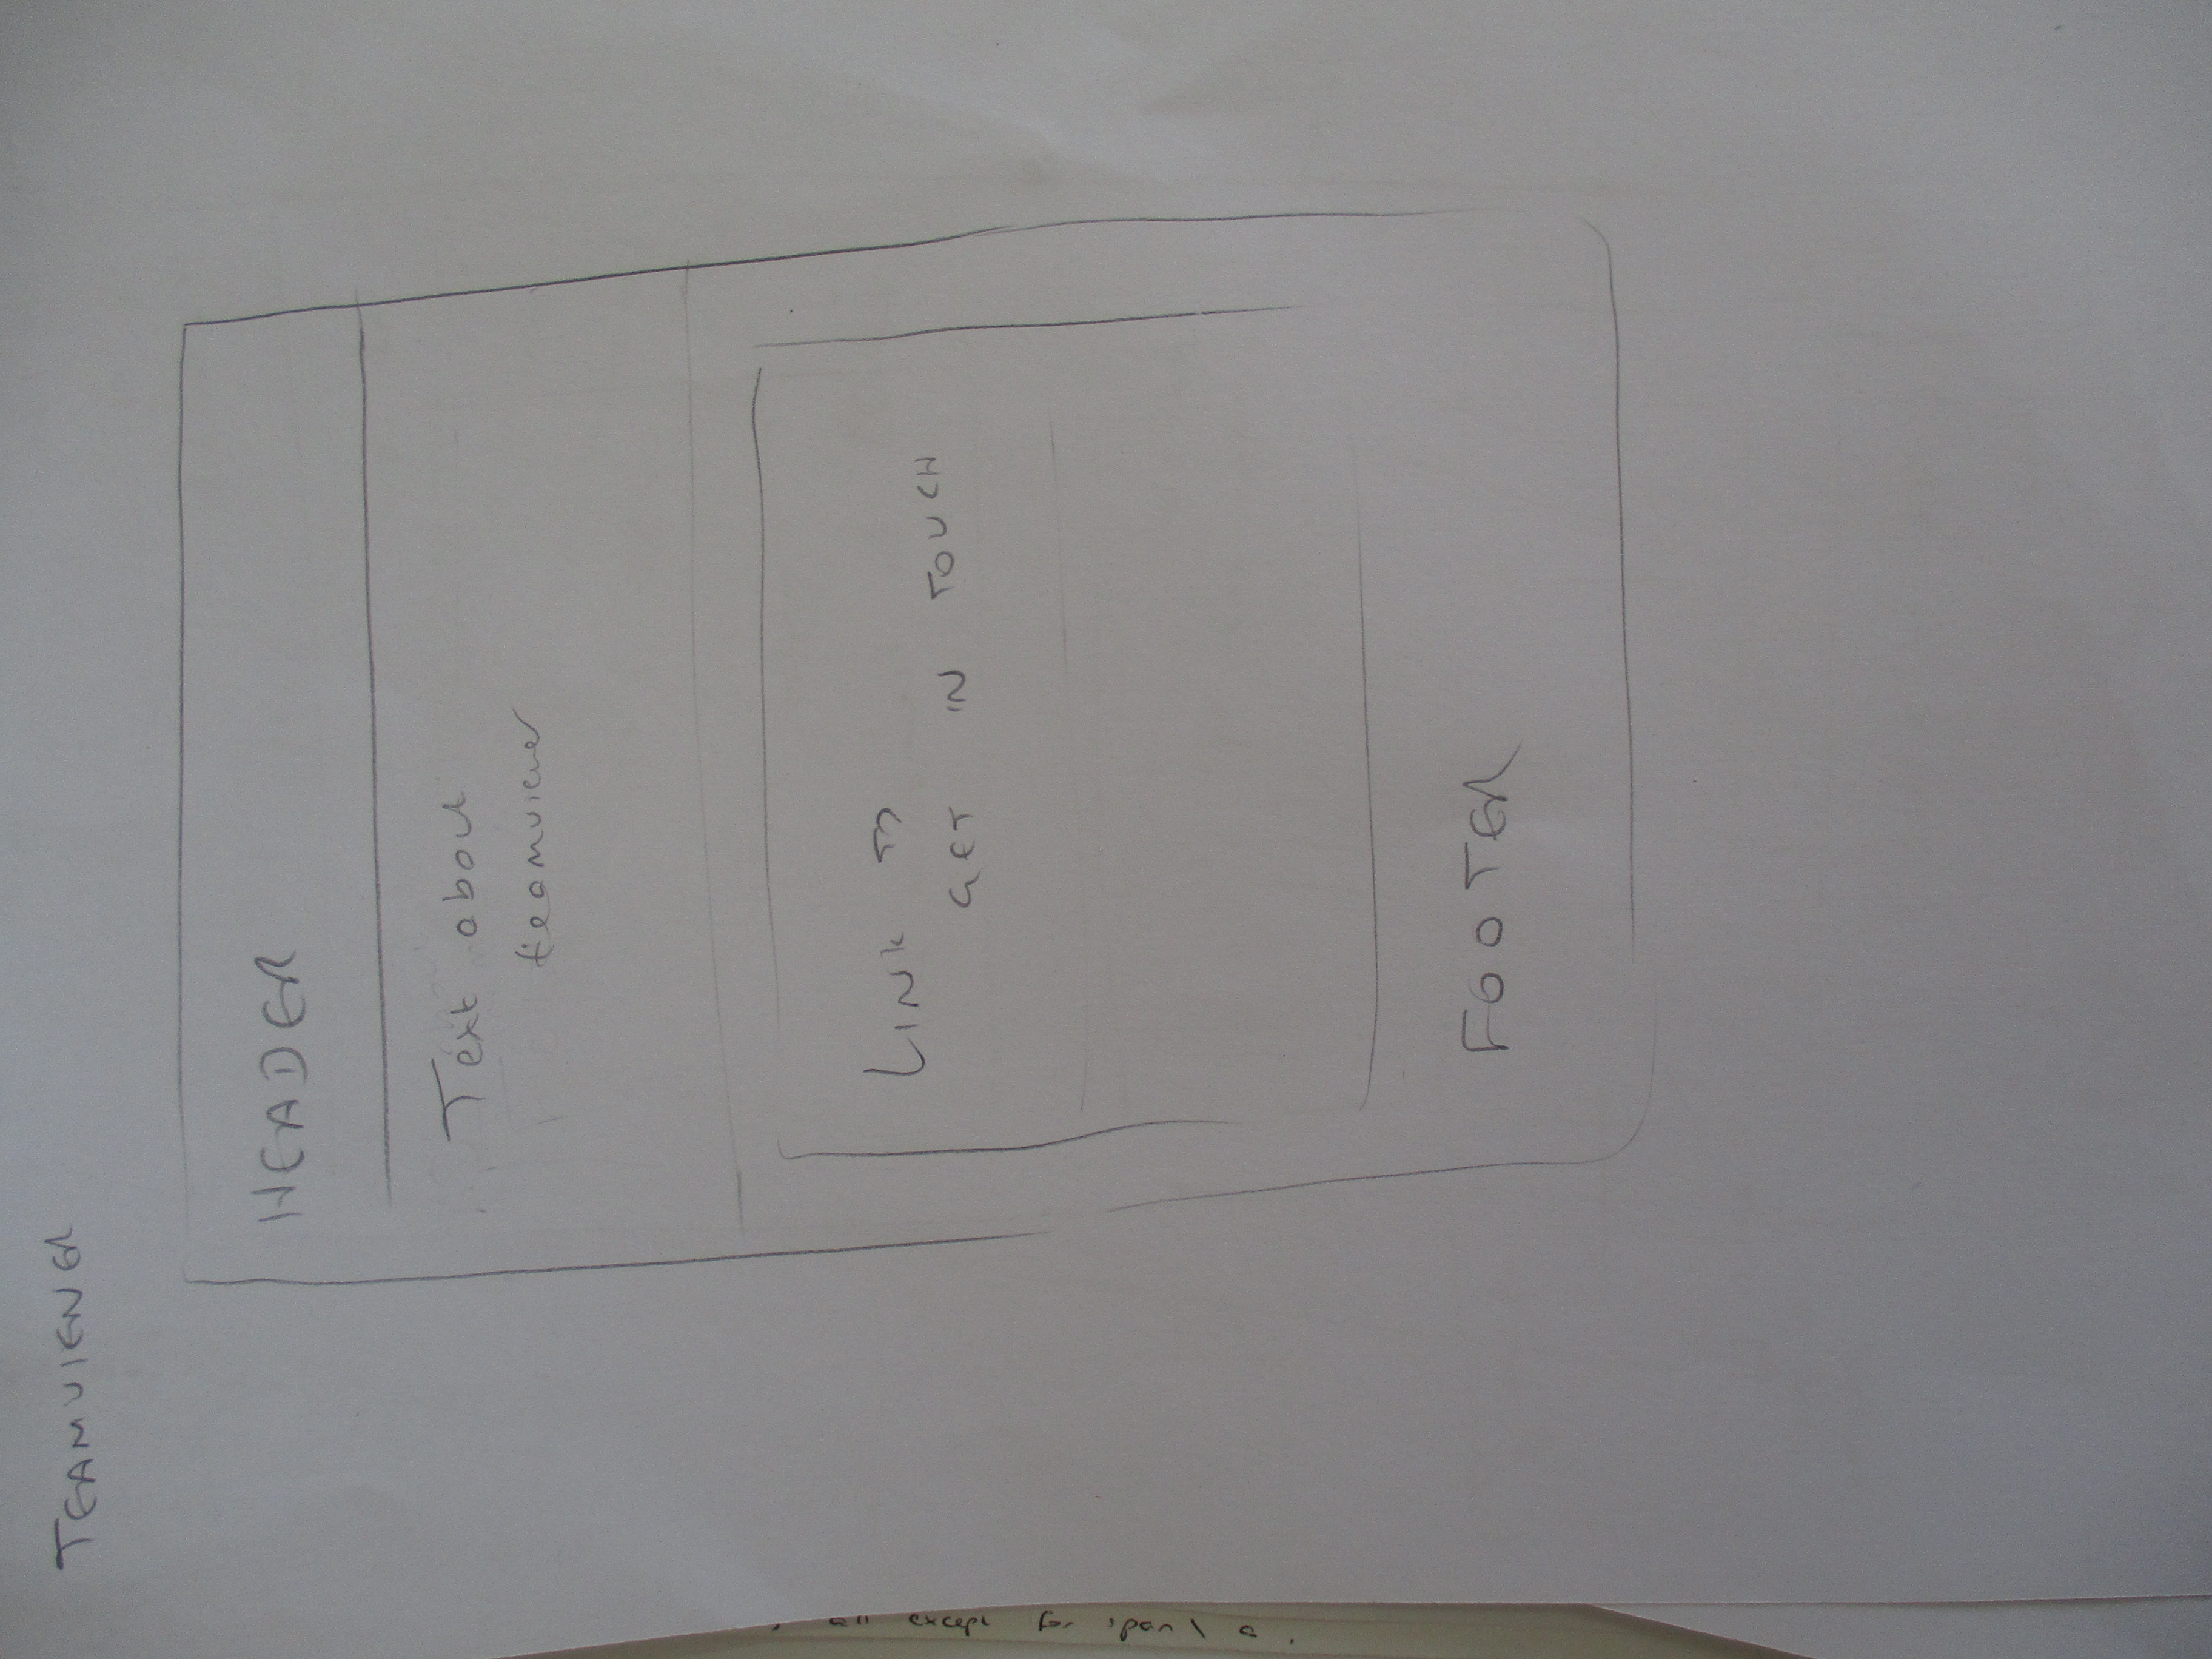 TEAMVIEWER
HEADER
Text about
teamviewer
LINK TO
GET IN TOUCH
FOOTER
all except for span \ a.